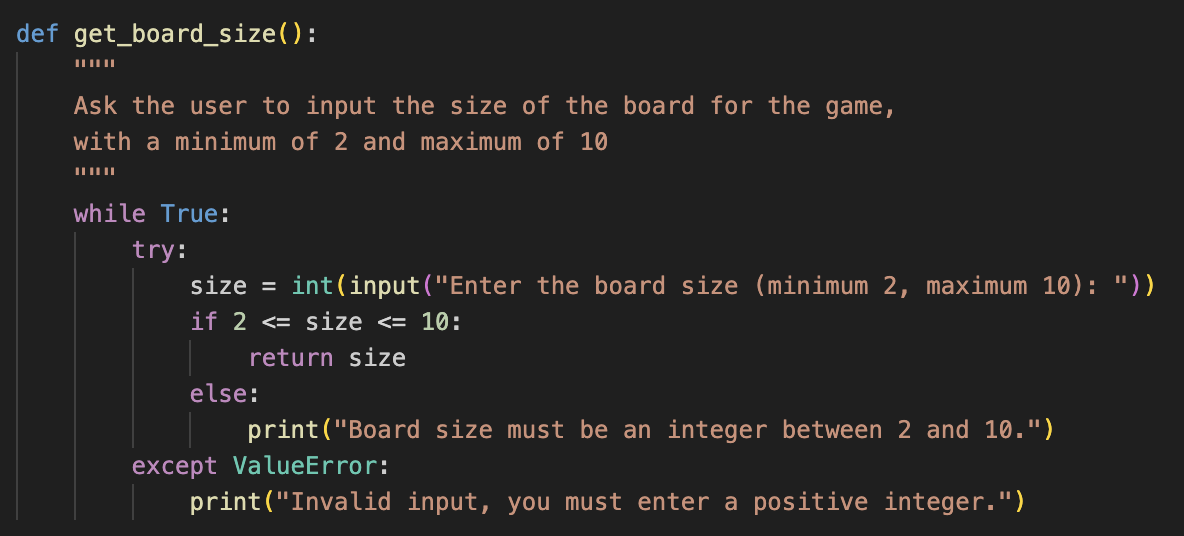 def get_board_size():
    """
    Ask the user to input the size of the board for the game,
    with a minimum of 2 and maximum of 10
    """
    while True:
        try:
            size = int(input("Enter the board size (minimum 2, maximum 10): "))
            if 2 <= size <= 10:
                return size
            else:
                print("Board size must be an integer between 2 and 10.")
        except ValueError:
            print("Invalid input, you must enter a positive integer.")